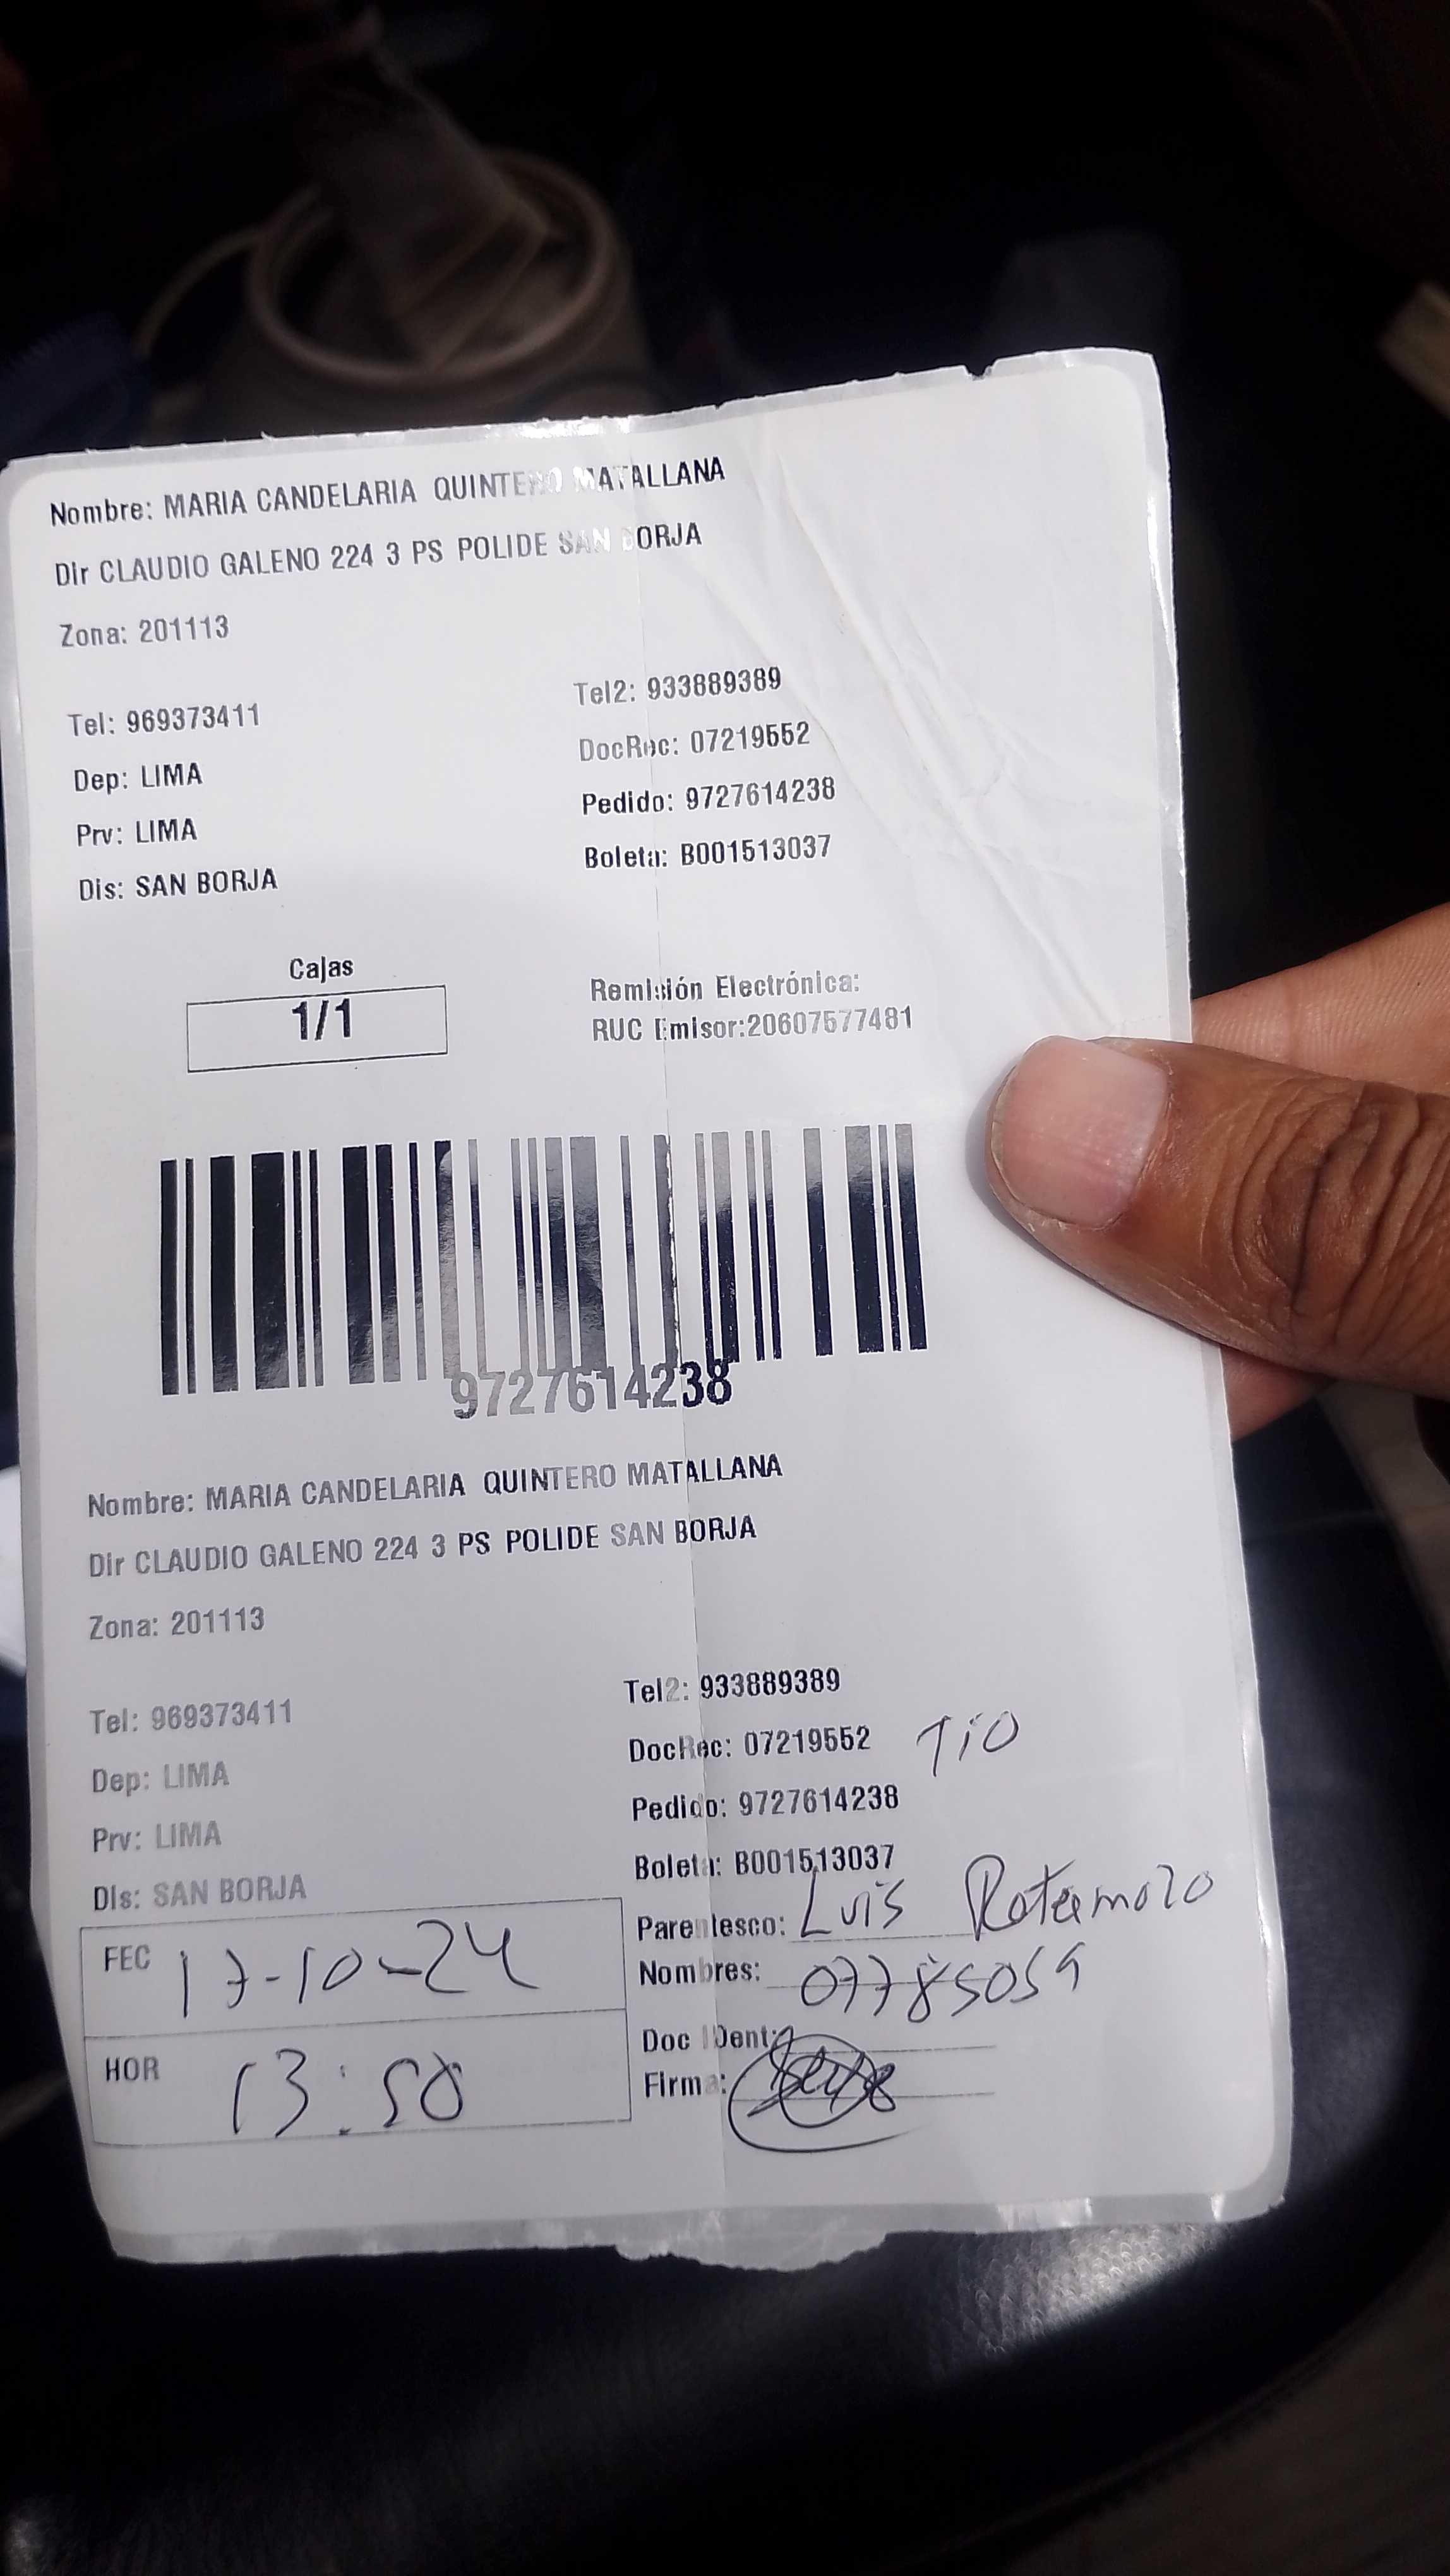 Nombre: MARIA CANDELARIA QUINTERO MATALLANA
Dir CLAUDIO GALENO 224 3 PS POLIDE SAN BORJA
Zona: 201113
Tel: 969373411 Tel2: 933889389
Dep: LIMA DocRec: 07219552
Prv: LIMA Pedido: 9727614238
Dis: SAN BORJA Boleta: B001513037
Cajas
1/1
Remisión Electrónica:
RUC Emisor:20607577481
9727614238
Nombre: MARIA CANDELARIA QUINTERO MATALLANA
Dir CLAUDIO GALENO 224 3 PS POLIDE SAN BORJA
Zona: 201113
Tel: 969373411 Tel2: 933889389
Dep: LIMA DocRec: 07219552 TiO
Prv: LIMA Pedido: 9727614238
Dis: SAN BORJA Boleta: B001513037
FEC 17-10-24
HOR 13:50
Parentesco: Luis
Nombres:
Doc IDent:
Firma: